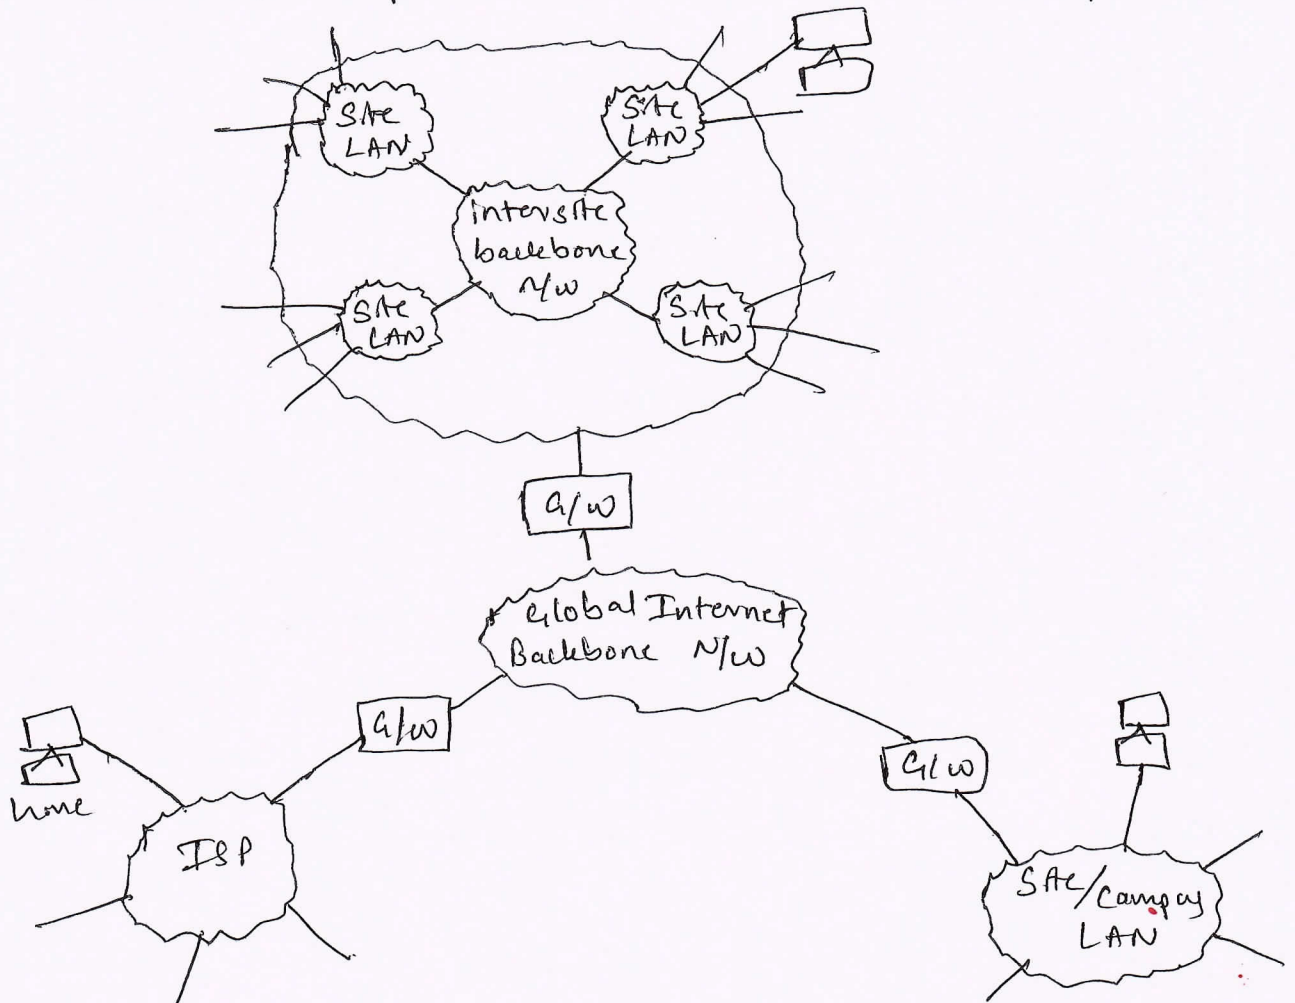 Site
LAN
Site
LAN
intersite
backbone
N/W
Site
LAN
Site
LAN
G/W
Global Internet
Backbone N/W
G/W
G/W
home
ISP
Site/Campus
LAN